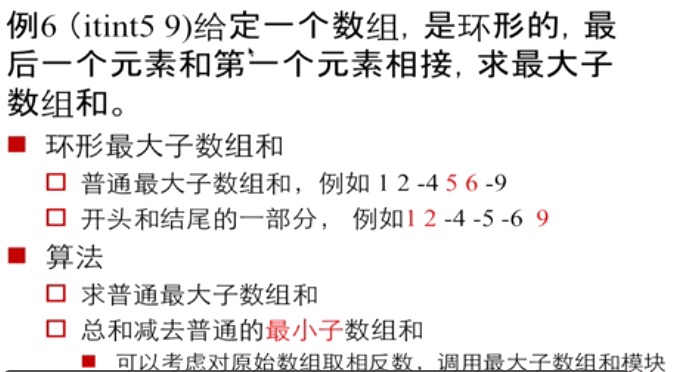 例6（itint5 9)给定一个数组, 是环形的, 最
后一个元素和第一个元素相接, 求最大子
数组和。
环形最大子数组和
普通最大子数组和，例如 1 2 -4 5 6 -9
开头和结尾的一部分， 例如1 2 -4 -5 -6 9
算法
求普通最大子数组和
总和减去普通的最小子数组和
可以考虑对原始数组取相反数，调用最大子数组和模块